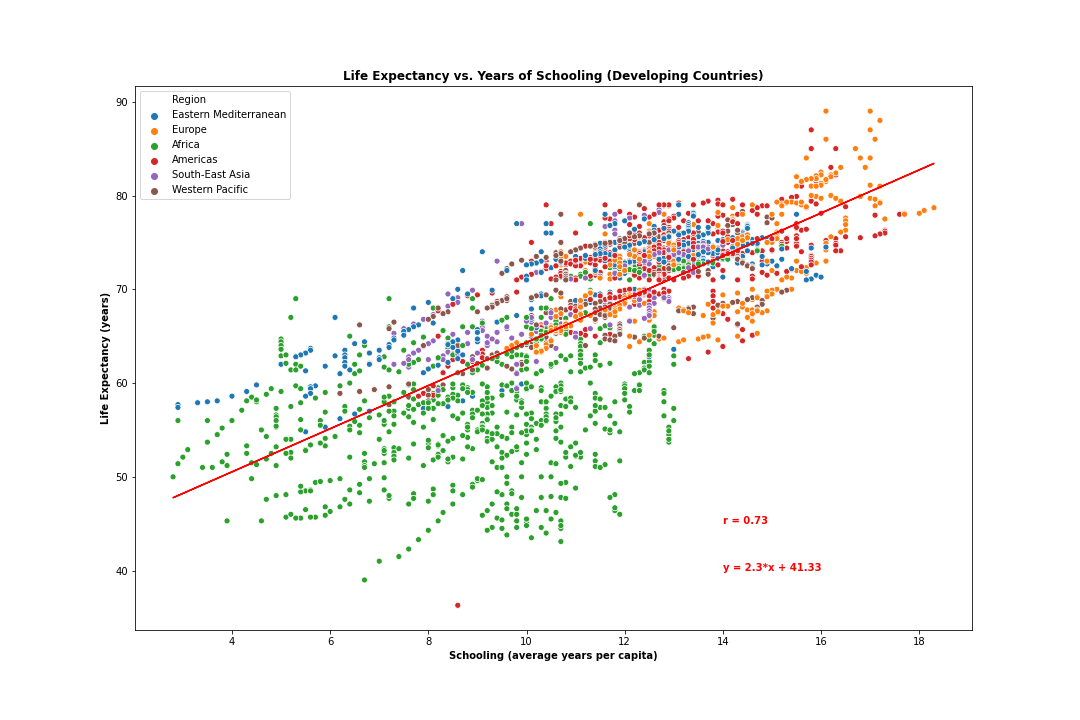 Life Expectancy vs. Years of Schooling (Developing Countries)
Region
Eastern Mediterranean
Europe
Africa
Americas
South-East Asia
Western Pacific
90
80
70
60
50
40
Life Expectancy (years)
r = 0.73
y = 2.3*x + 41.33
4 6 8 10 12 14 16 18
Schooling (average years per capita)